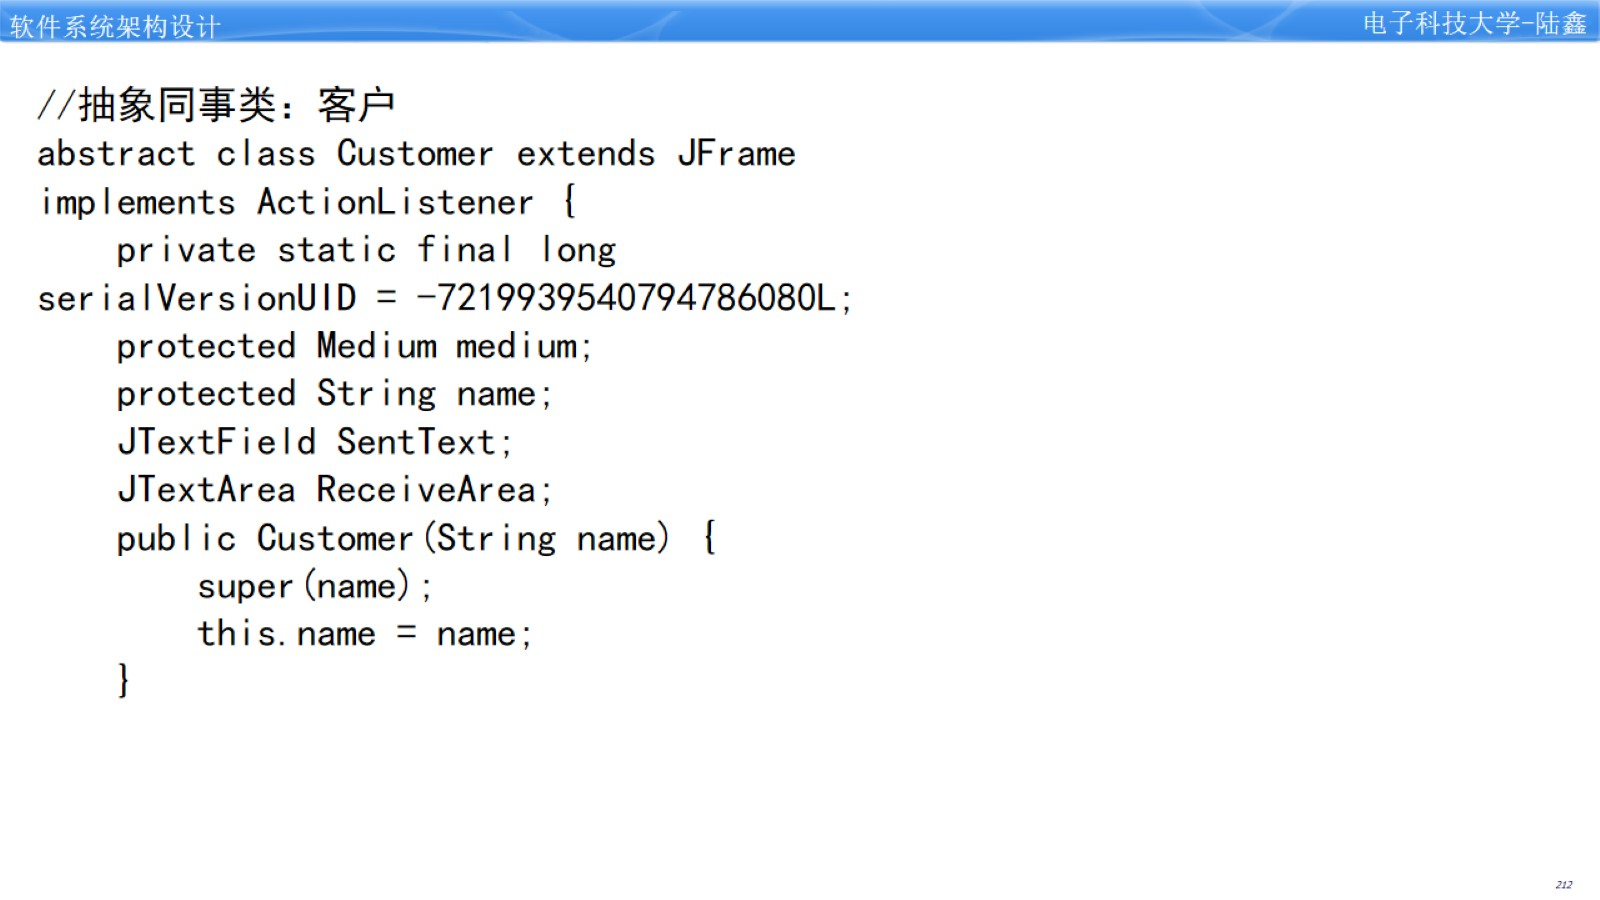 软件系统架构设计
电子科技大学-陆鑫
//抽象同事类：客户
abstract class Customer extends JFrame
implements ActionListener {
    private static final long
serialVersionUID = -7219939540794786080L;
    protected Medium medium;
    protected String name;
    JTextField SentText;
    JTextArea ReceiveArea;
    public Customer(String name) {
        super(name);
        this.name = name;
    }
212